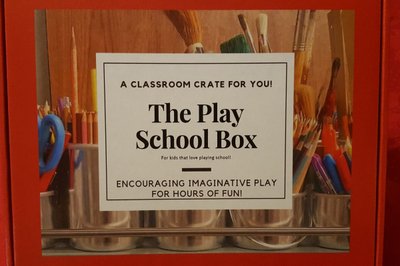 A CLASSROOM CRATE FOR YOU!
The Play
School Box
For kids that love playing school!
ENCOURAGING IMAGINATIVE PLAY
FOR HOURS OF FUN!